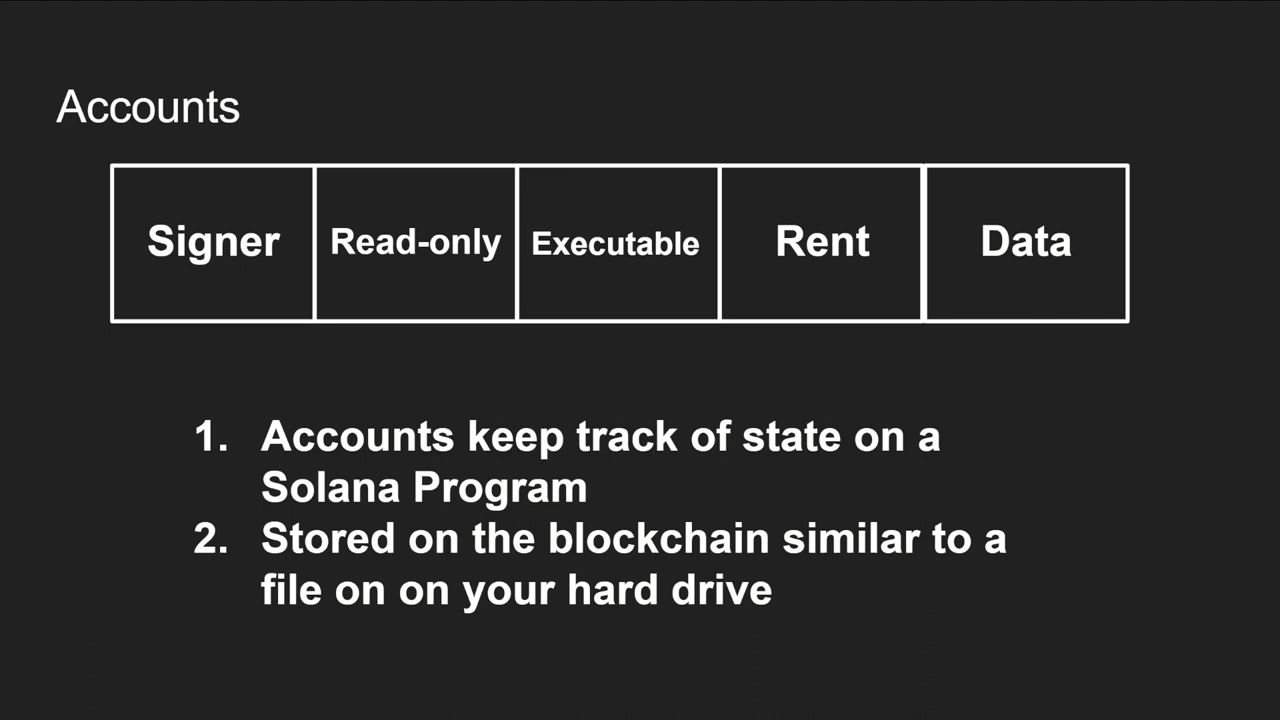 Accounts
Signer Read-only Executable Rent Data
1. Accounts keep track of state on a
Solana Program
2. Stored on the blockchain similar to a
file on on your hard drive